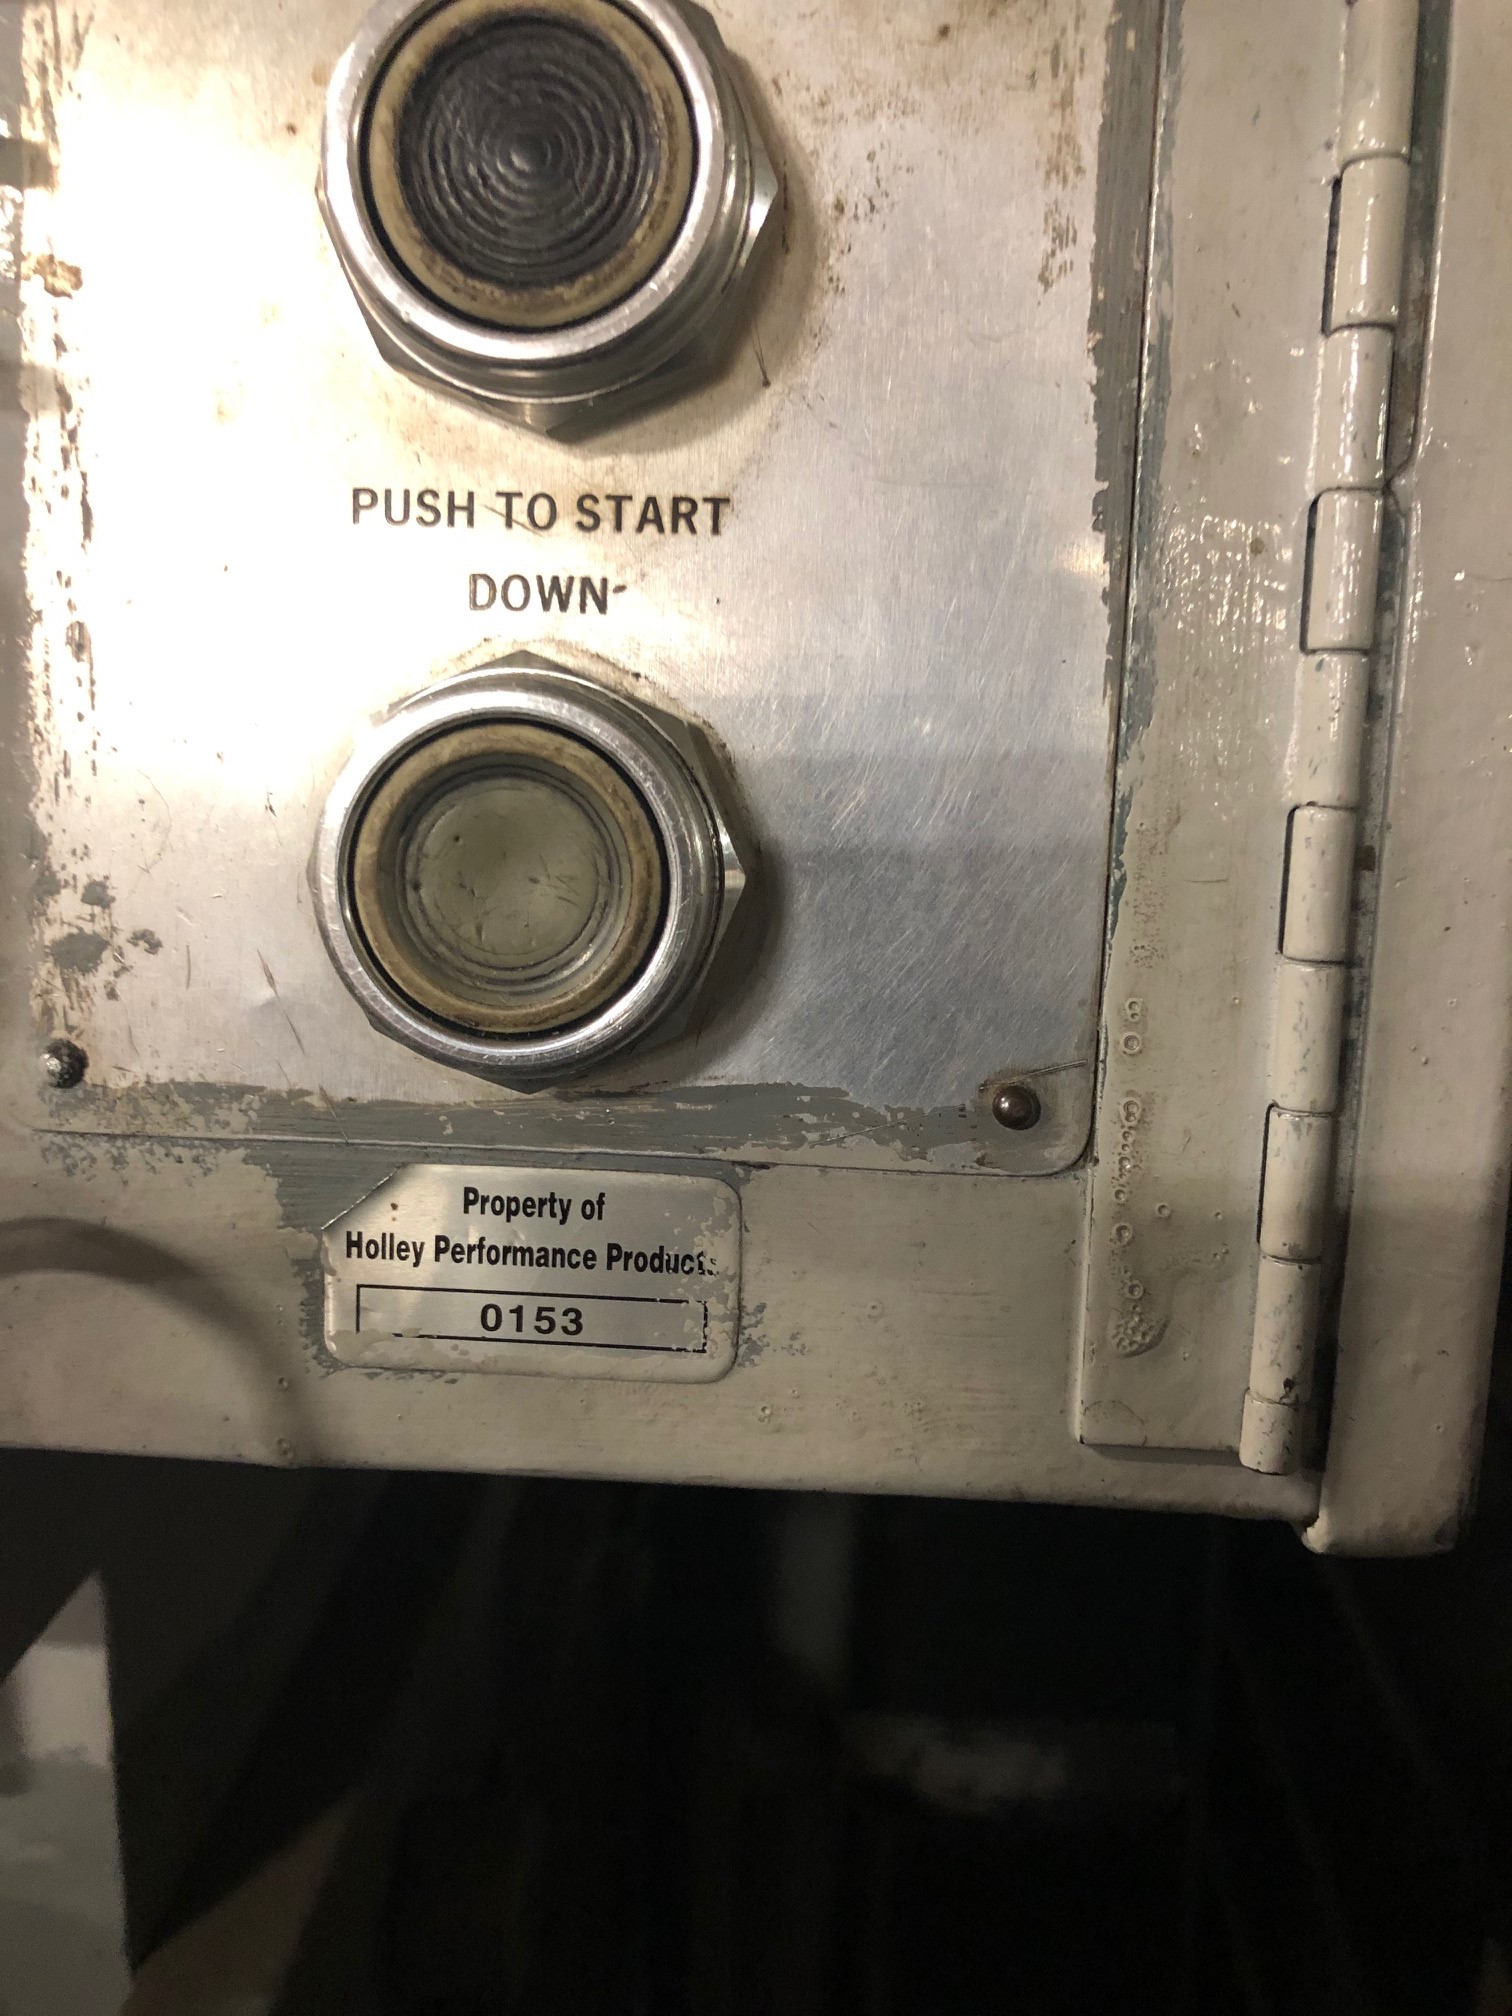 PUSH TO START
DOWN
Property of
Holley Performance Products
0153